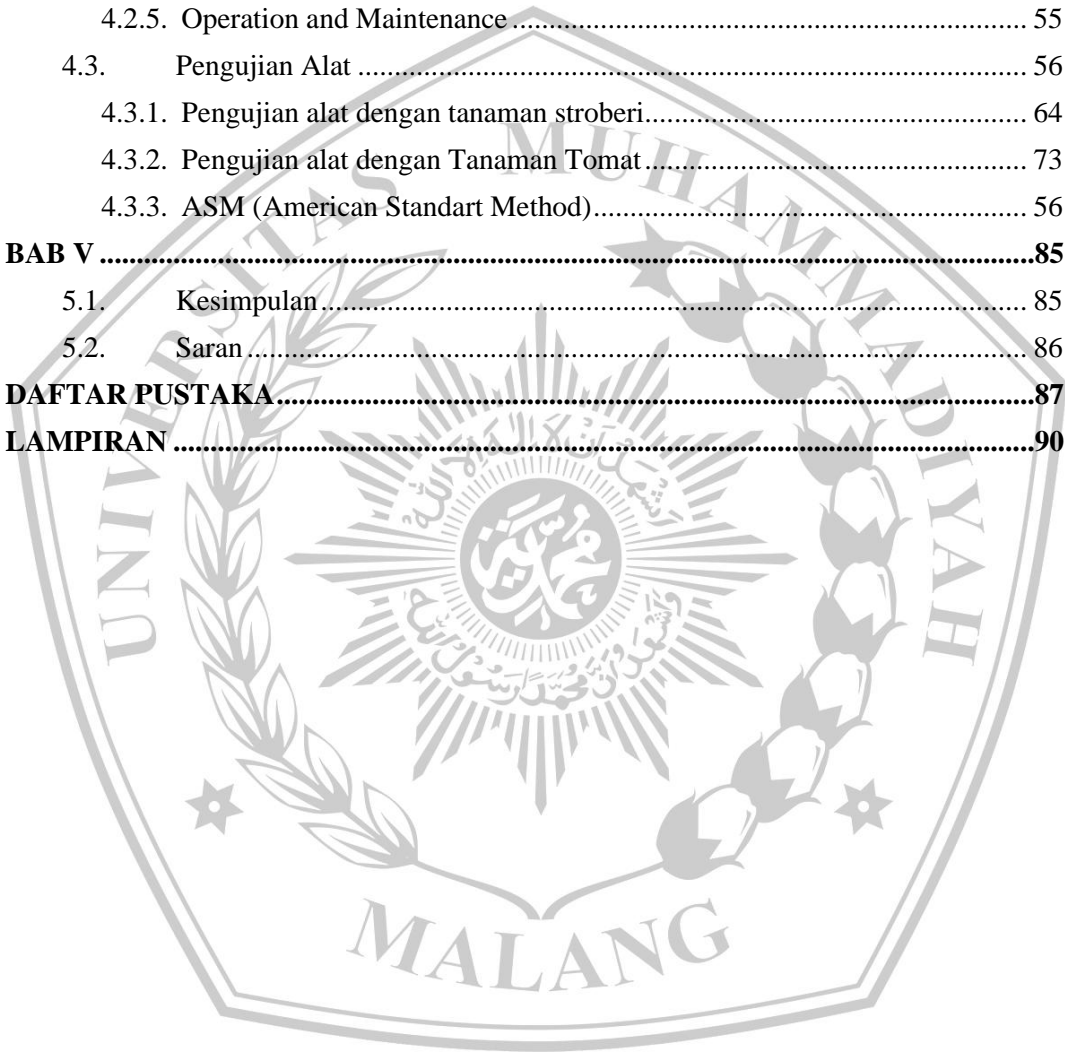 4.2.5. Operation and Maintenance 55
4.3. Pengujian Alat 56
4.3.1. Pengujian alat dengan tanaman stroberi 64
4.3.2. Pengujian alat dengan Tanaman Tomat 73
4.3.3. ASM (American Standart Method) 56
BAB V 85
5.1. Kesimpulan 85
5.2. Saran 86
DAFTAR PUSTAKA 87
LAMPIRAN 90
UNIVERSITAS MUHAMMADIYAH
MALANG